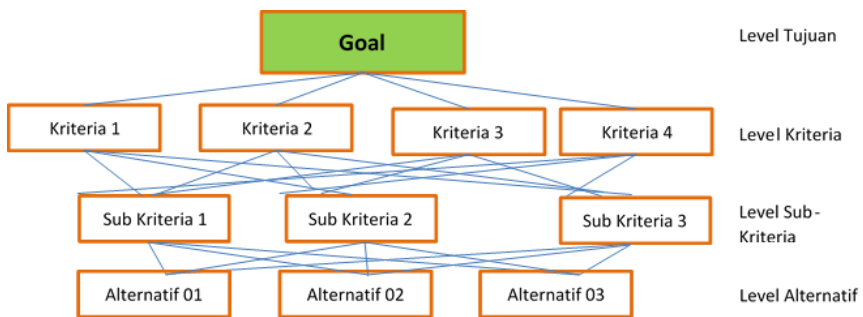 Goal
Level Tujuan
Kriteria 1
Kriteria 2
Kriteria 3
Kriteria 4
Level Kriteria
Sub Kriteria 1
Sub Kriteria 2
Sub Kriteria 3
Level Sub-
Kriteria
Alternatif 01
Alternatif 02
Alternatif 03
Level Alternatif